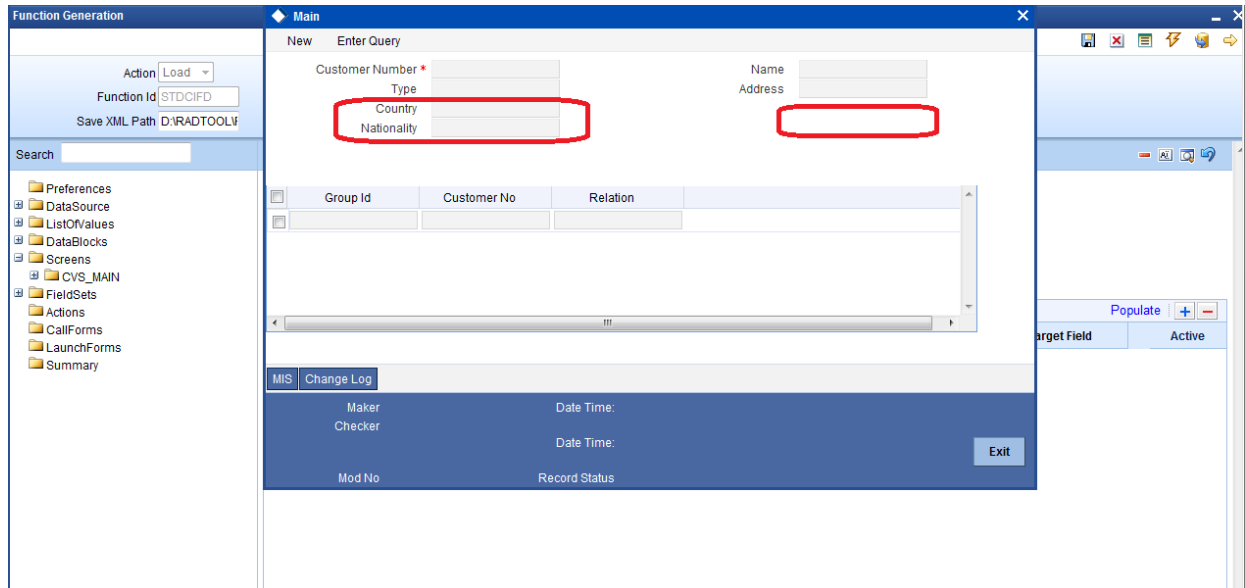 Function Generation
Main
New Enter Query
Action Load
Function Id STDCIFD
Save XML Path D:\RADTOOL\
Customer Number * Name
Type Address
Country
Nationality
Search
Preferences
DataSource
ListOfValues
DataBlocks
Screens
CVS_MAIN
FieldSets
Actions
CallForms
LaunchForms
Summary
Group Id Customer No Relation
Populate
arget Field Active
MIS Change Log
Maker Date Time:
Checker
Date Time:
Exit
Mod No Record Status